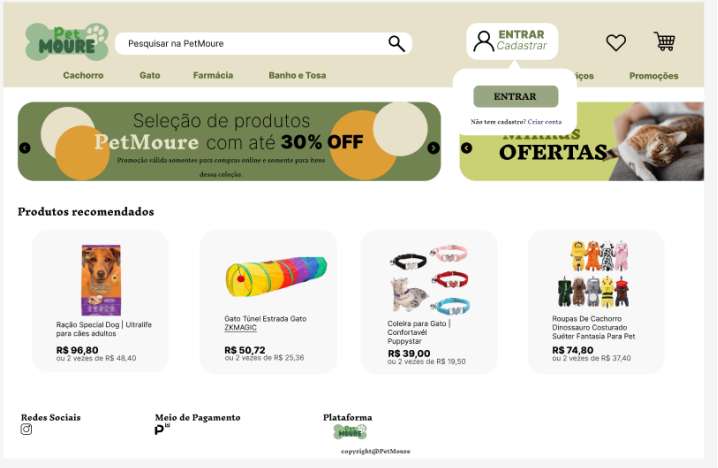 Pet
MOURE
Pesquisar na PetMoure
ENTRAR
Cadastrar
Cachorro
Gato
Farmácia
Banho e Tosa
iços
Promoções
ENTRAR
Não tem cadastro? Criar conta
Seleção de produtos
PetMoure com até 30% OFF
Promoção válida somentes para compras online e somente para itens
dessa coleção.
OFERTAS
Produtos recomendados
Ração Special Dog | Ultralife
para cães adultos
R$ 96,80
ou 2 vezes de R$ 48,40
Gato Túnel Estrada Gato
ZKMAGIC
R$ 50,72
ou 2 vezes de R$ 25,36
Coleira para Gato |
Confortavél
Puppystar
R$ 39,00
ou 2 vezes de R$ 19,50
Roupas De Cachorro
Dinossauro Costurado
Suéter Fantasia Para Pet
R$ 74,80
ou 2 vezes de R$ 37,40
Redes Sociais
Meio de Pagamento
Plataforma
Pet
MOURE
copyright@PetMoure